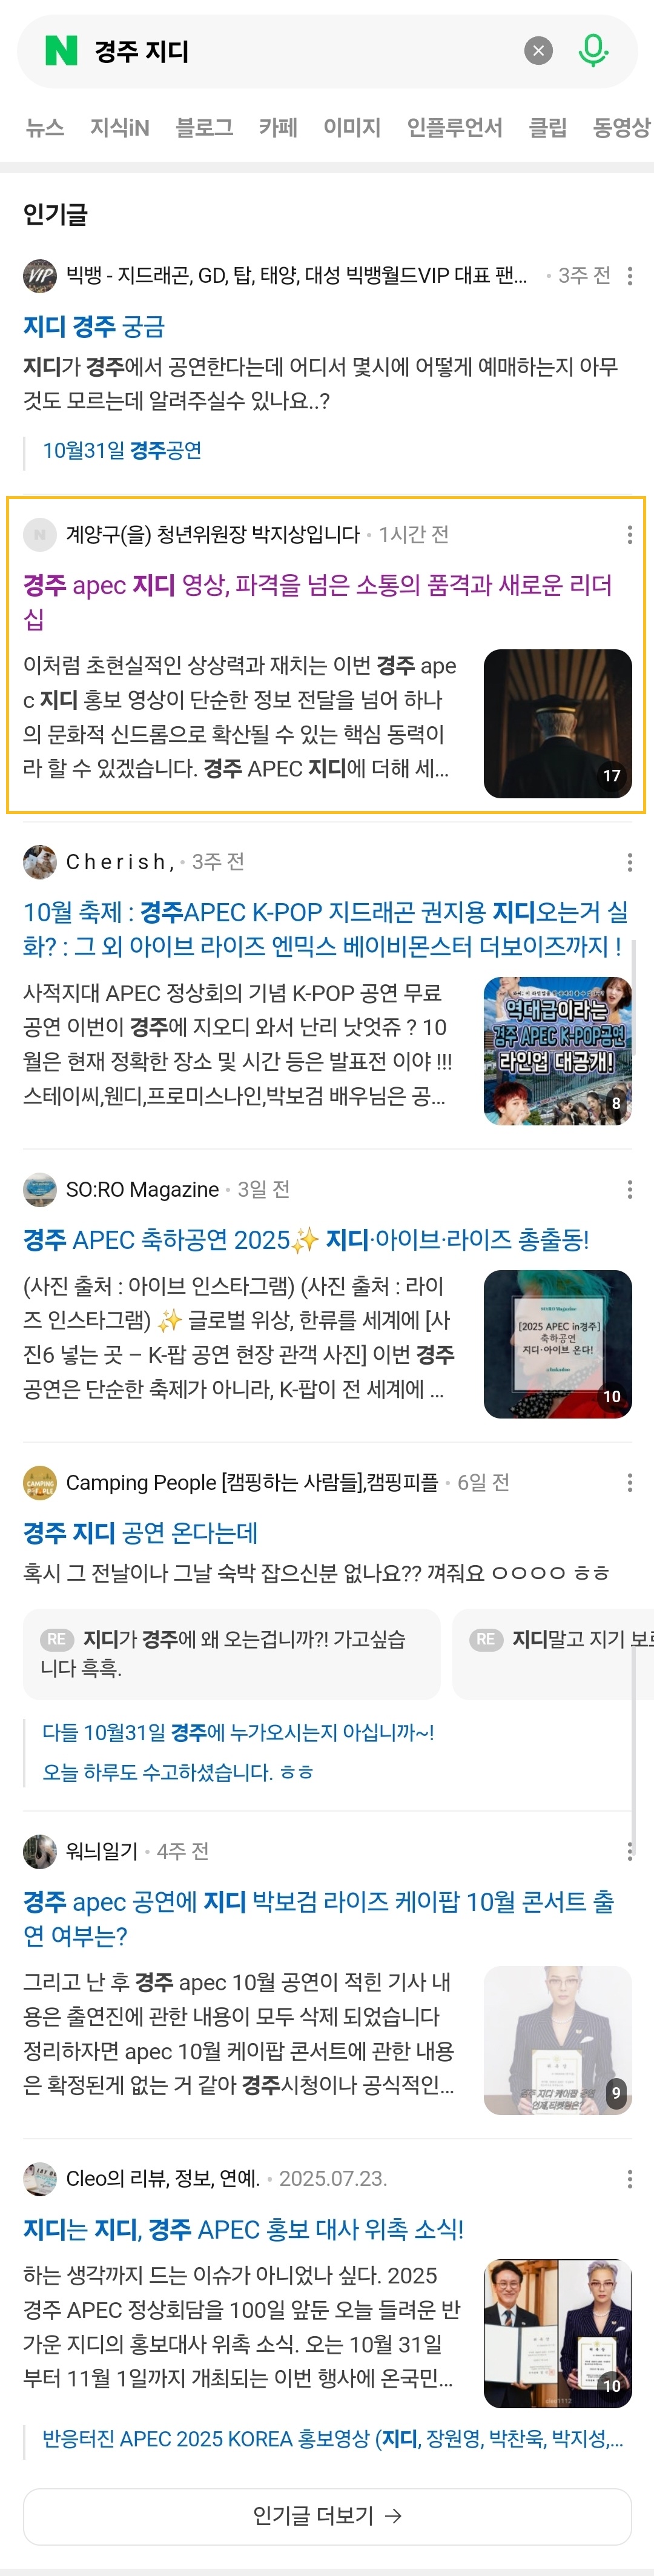 N 경주 지디
뉴스 지식iN 블로그 카페 이미지 인플루언서 클립 동영상
인기글
VIP 빅뱅 - 지드래곤, GD, 탑, 태양, 대성 빅뱅월드VIP 대표 팬... • 3주 전
지디 경주 궁금
지디가 경주에서 공연한다는데 어디서 몇시에 어떻게 예매하는지 아무
것도 모르는데 알려주실수 있나요..?
10월31일 경주공연
N 계양구(을) 청년위원장 박지상입니다 • 1시간 전
경주 apec 지디 영상, 파격을 넘은 소통의 품격과 새로운 리더
십
이처럼 초현실적인 상상력과 재치는 이번 경주 ape
c 지디 홍보 영상이 단순한 정보 전달을 넘어 하나
의 문화적 신드롬으로 확산될 수 있는 핵심 동력이
라 할 수 있겠습니다. 경주 APEC 지디에 더해 세...
17
C h e r i s h , • 3주 전
10월 축제 : 경주APEC K-POP 지드래곤 권지용 지디오는거 실
화? : 그 외 아이브 라이즈 엔믹스 베이비몬스터 더보이즈까지 !
사적지대 APEC 정상회의 기념 K-POP 공연 무료
공연 이번이 경주에 지오디 와서 난리 낫엇쥬 ? 10
월은 현재 정확한 장소 및 시간 등은 발표전 이야 !!!
스테이씨,웬디,프로미스나인,박보검 배우님은 공...
역대급이라는
경주 APEC K-POP공연
라인업 대공개!
8
SO:RO Magazine • 3일 전
경주 APEC 축하공연 2025✨ 지디·아이브·라이즈 총출동!
(사진 출처 : 아이브 인스타그램) (사진 출처 : 라이
즈 인스타그램) ✨ 글로벌 위상, 한류를 세계에 [사
진6 넣는 곳 – K-팝 공연 현장 관객 사진] 이번 경주
공연은 단순한 축제가 아니라, K-팝이 전 세계에 ...
SORO Magazine
[2025 APEC in경주]
축하공연
지디·아이브 온다!
10
CAMPING PEOPLE Camping People [캠핑하는 사람들],캠핑피플 • 6일 전
경주 지디 공연 온다는데
혹시 그 전날이나 그날 숙박 잡으신분 없나요?? 껴줘요 ㅇㅇㅇㅇ ㅎㅎ
RE 지디가 경주에 왜 오는겁니까?! 가고싶습
니다 흑흑.
RE 지디말고 지기 보
다들 10월31일 경주에 누가오시는지 아십니까~!
오늘 하루도 수고하셨습니다. ㅎㅎ
워늬일기 • 4주 전
경주 apec 공연에 지디 박보검 라이즈 케이팝 10월 콘서트 출
연 여부는?
그리고 난 후 경주 apec 10월 공연이 적힌 기사 내
용은 출연진에 관한 내용이 모두 삭제 되었습니다
정리하자면 apec 10월 케이팝 콘서트에 관한 내용
은 확정된게 없는 거 같아 경주시청이나 공식적인...
경주 지디 케이팝 공연
언제,티켓팅은?
9
Cleo의 리뷰, 정보, 연예. • 2025.07.23.
지디는 지디, 경주 APEC 홍보 대사 위촉 소식!
하는 생각까지 드는 이슈가 아니었나 싶다. 2025
경주 APEC 정상회담을 100일 앞둔 오늘 들려운 반
가운 지디의 홍보대사 위촉 소식. 오는 10월 31일
부터 11월 1일까지 개최되는 이번 행사에 온국민...
10
반응터진 APEC 2025 KOREA 홍보영상 (지디, 장원영, 박찬욱, 박지성,...
인기글 더보기 →